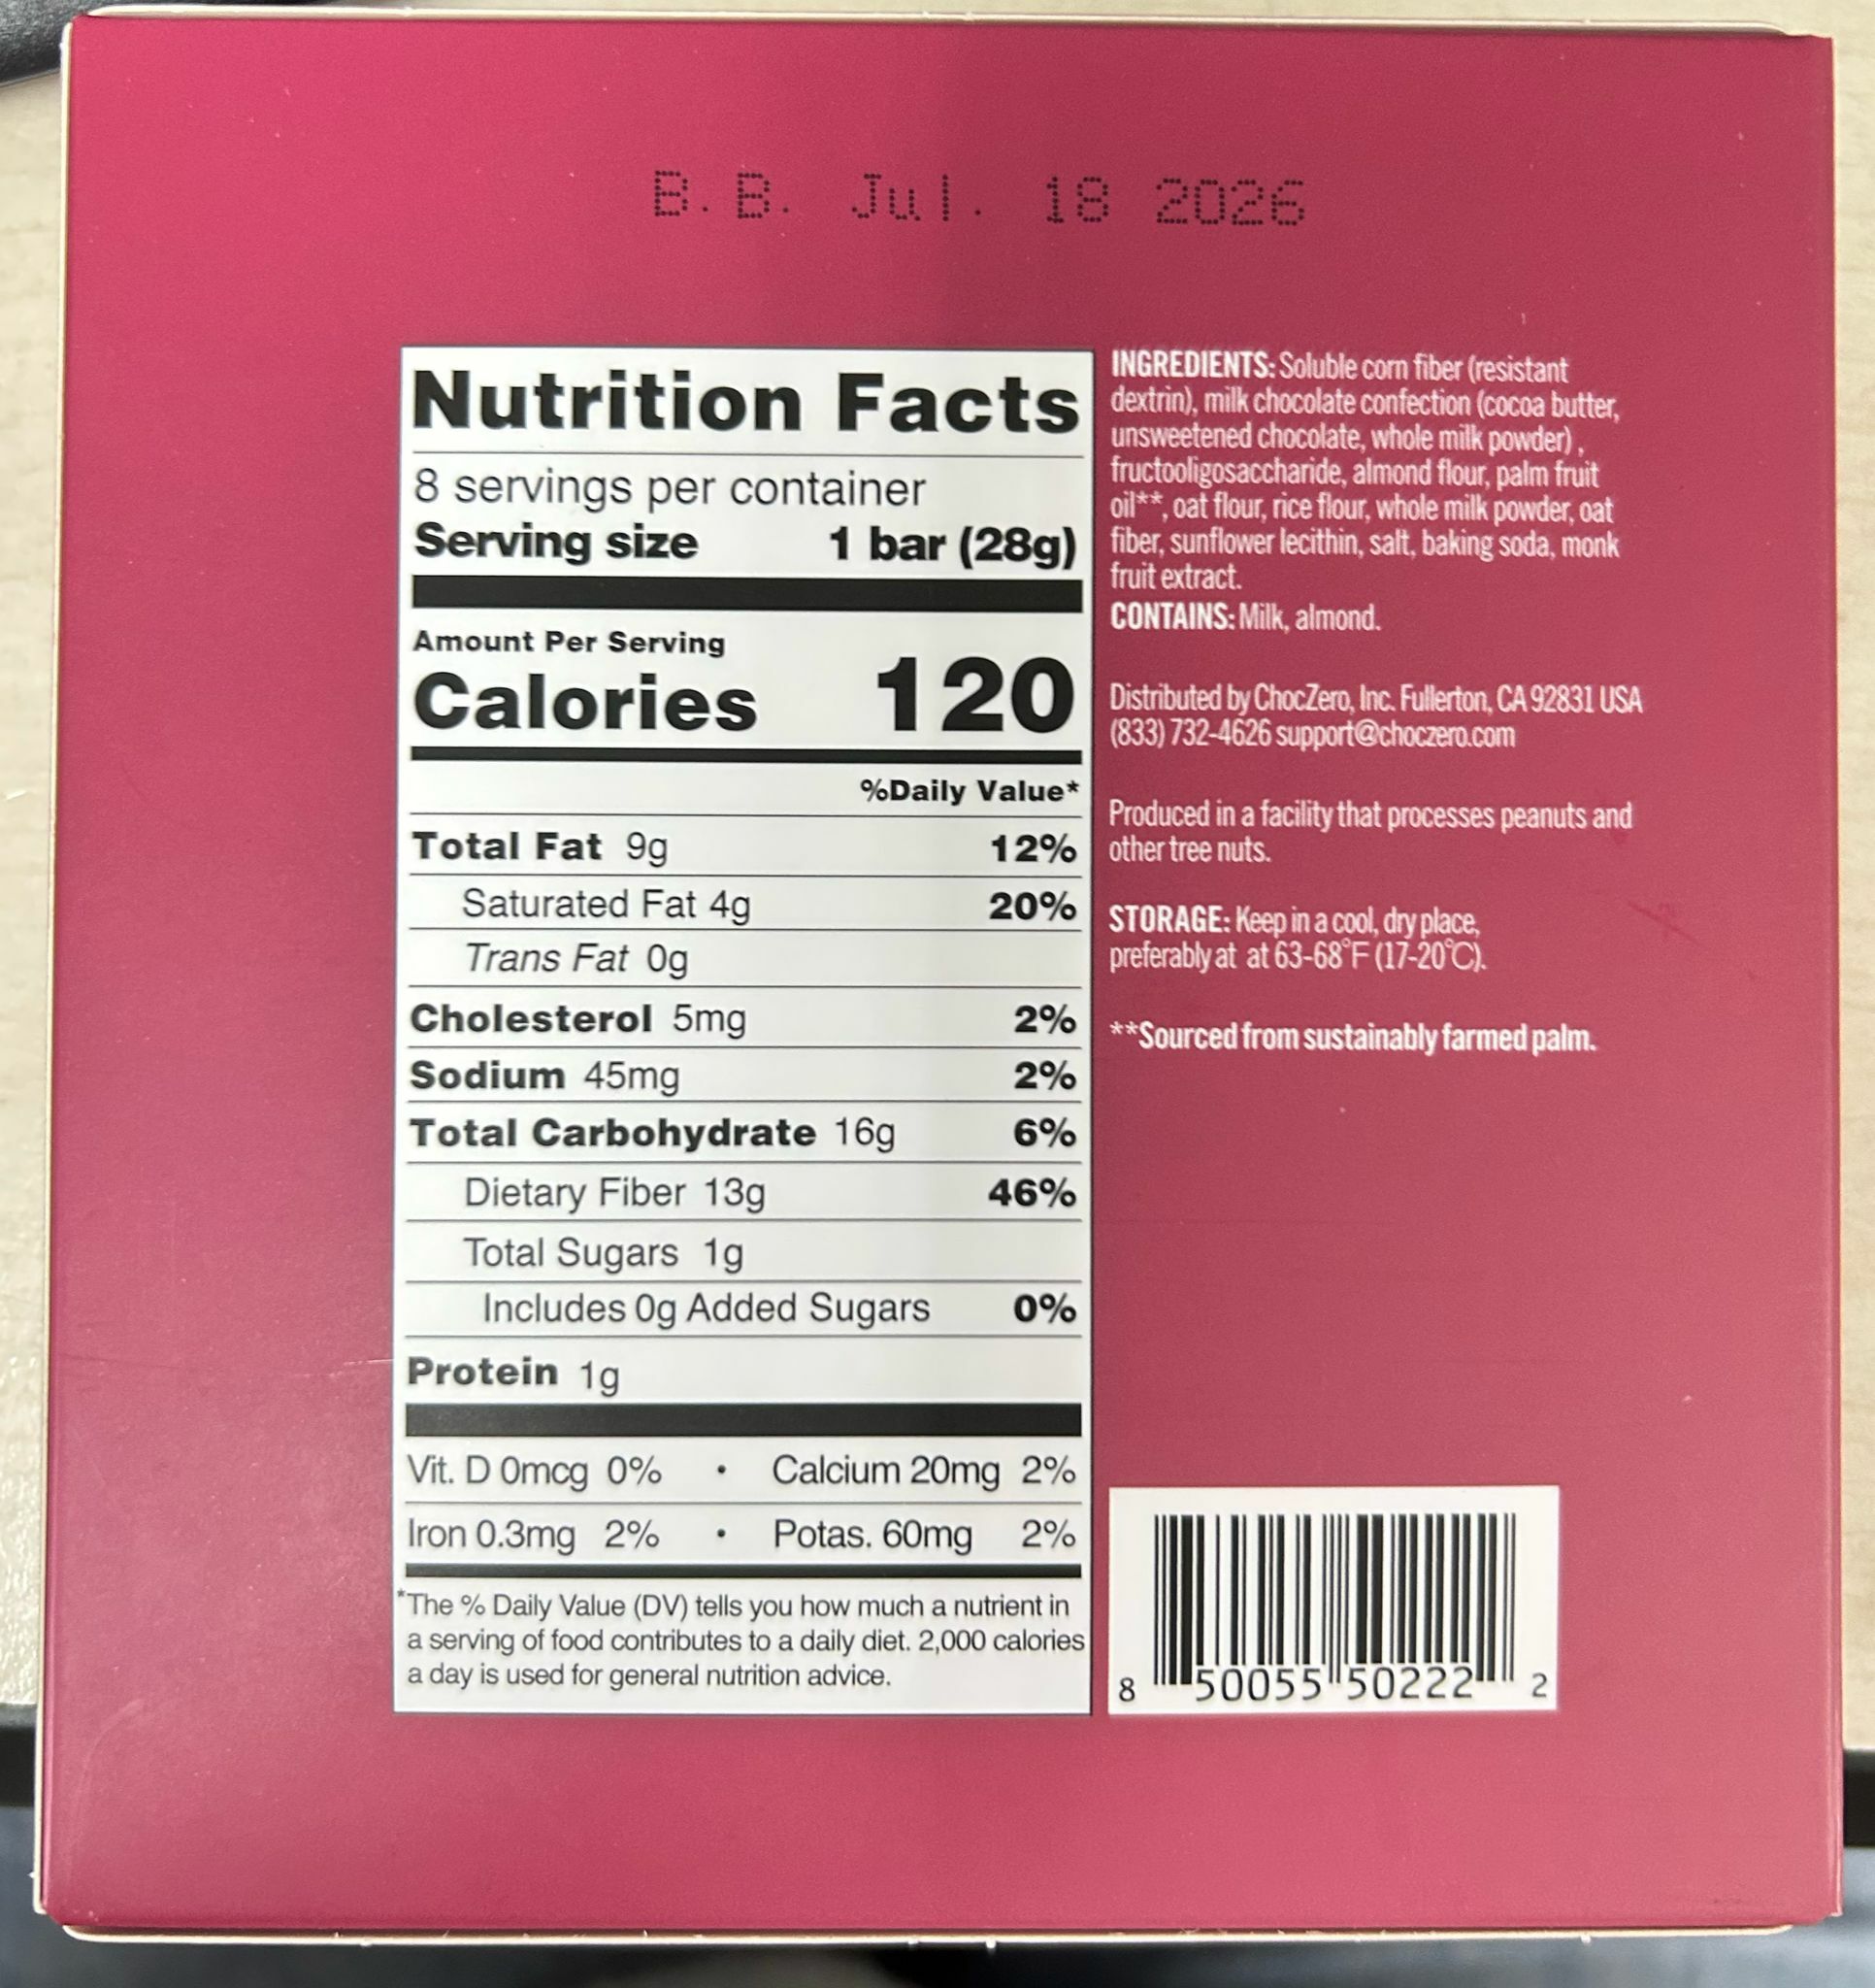 B. B. Jul. 18 2026
Nutrition Facts
8 servings per container
Serving size 1 bar (28g)
Amount Per Serving
Calories 120
%Daily Value*
Total Fat 9g 12%
Saturated Fat 4g 20%
Trans Fat 0g
Cholesterol 5mg 2%
Sodium 45mg 2%
Total Carbohydrate 16g 6%
Dietary Fiber 13g 46%
Total Sugars 1g
Includes 0g Added Sugars 0%
Protein 1g
Vit. D 0mcg 0% • Calcium 20mg 2%
Iron 0.3mg 2% • Potas. 60mg 2%
*The % Daily Value (DV) tells you how much a nutrient in
a serving of food contributes to a daily diet. 2,000 calories
a day is used for general nutrition advice.
INGREDIENTS: Soluble corn fiber (resistant
dextrin), milk chocolate confection (cocoa butter,
unsweetened chocolate, whole milk powder) ,
fructooligosaccharide, almond flour, palm fruit
oil**, oat flour, rice flour, whole milk powder, oat
fiber, sunflower lecithin, salt, baking soda, monk
fruit extract.
CONTAINS: Milk, almond.
Distributed by ChocZero, Inc. Fullerton, CA 92831 USA
(833) 732-4626 support@choczero.com
Produced in a facility that processes peanuts and
other tree nuts.
STORAGE: Keep in a cool, dry place,
preferably at at 63-68°F (17-20°C).
**Sourced from sustainably farmed palm.
8 50055 50222 2